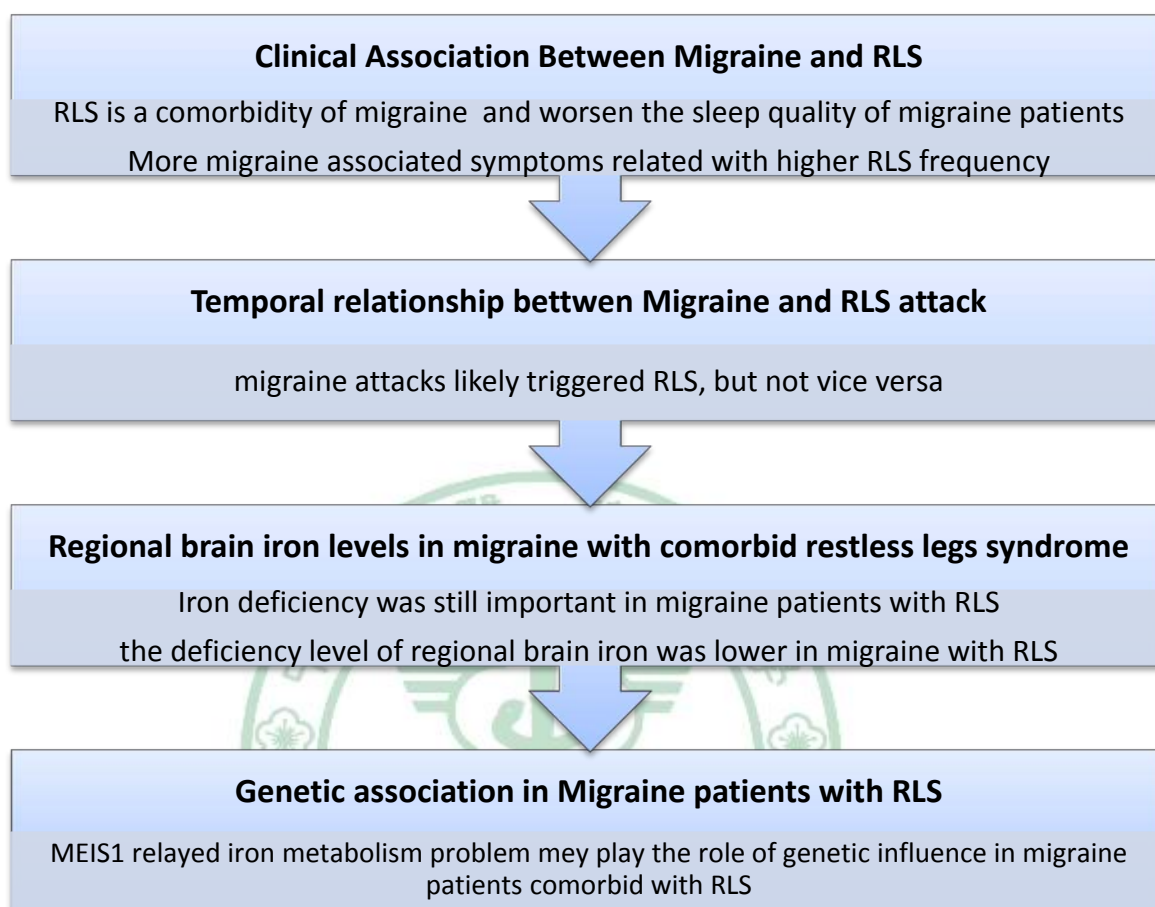 Clinical Association Between Migraine and RLS
RLS is a comorbidity of migraine and worsen the sleep quality of migraine patients
More migraine associated symptoms related with higher RLS frequency
Temporal relationship bettwen Migraine and RLS attack
migraine attacks likely triggered RLS, but not vice versa
Regional brain iron levels in migraine with comorbid restless legs syndrome
Iron deficiency was still important in migraine patients with RLS
the deficiency level of regional brain iron was lower in migraine with RLS
Genetic association in Migraine patients with RLS
MEIS1 relayed iron metabolism problem mey play the role of genetic influence in migraine
patients comorbid with RLS